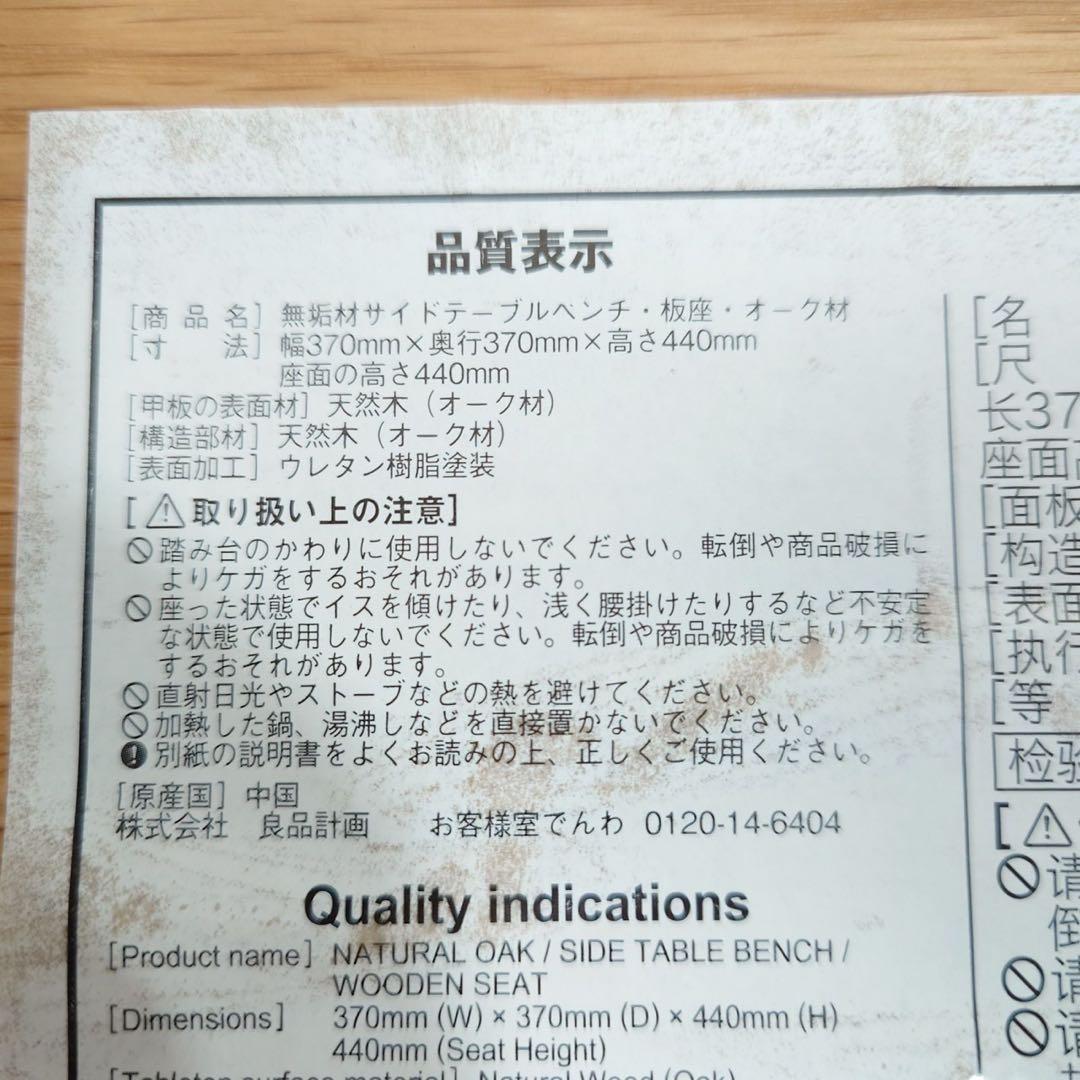 品質表示
[商品名] 無垢材サイドテーブルベンチ・板座・オーク材
[寸 法] 幅370mm×奥行370mm×高さ440mm
座面の高さ440mm
[甲板の表面材] 天然木（オーク材）
[構造部材] 天然木（オーク材）
[表面加工] ウレタン樹脂塗装
[⚠取り扱い上の注意]
踏み台のかわりに使用しないでください。転倒や商品破損に
よりケガをするおそれがあります。
座った状態でイスを傾けたり、浅く腰掛けたりするなど不安定
な状態で使用しないでください。転倒や商品破損によりケガを
するおそれがあります。
直射日光やストーブなどの熱を避けてください。
加熱した鍋、湯沸しなどを直接置かないでください。
別紙の説明書をよくお読みの上、正しくご使用ください。
[原産国] 中国
株式会社 良品計画 お客様室でんわ 0120-14-6404
Quality indications
[Product name] NATURAL OAK / SIDE TABLE BENCH /
WOODEN SEAT
[Dimensions] 370mm (W) × 370mm (D) × 440mm (H)
440mm (Seat Height)
[Tabletop surface material] Natural Wood (Oak)
[名
[尺
长37
座面高
[面板
[构造
[表面
[执行
[等
检验
[⚠
请
倒
请
请